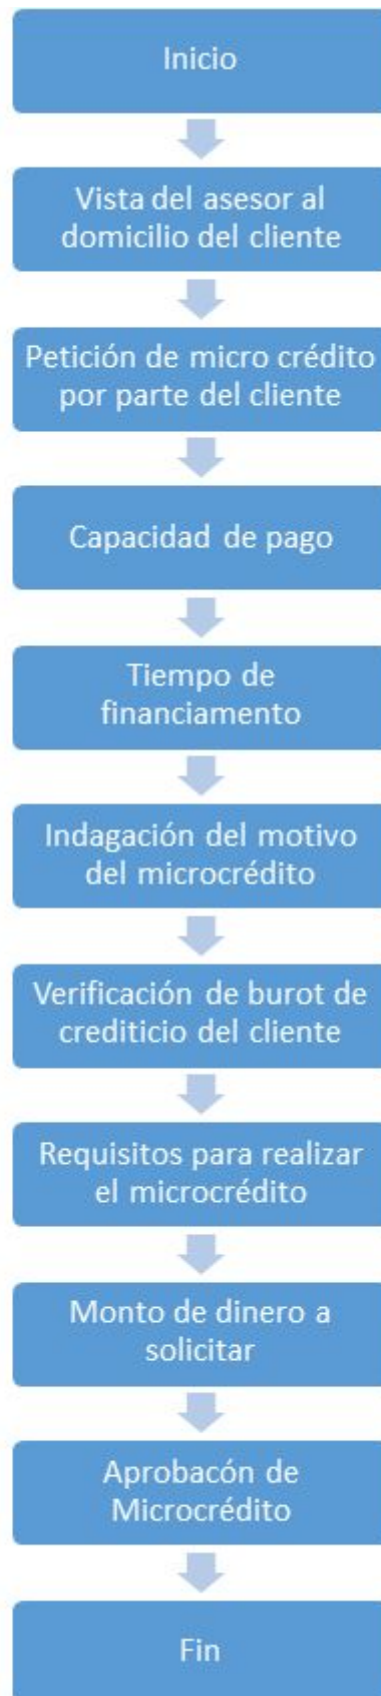 Inicio
Vista del asesor al
domicilio del cliente
Petición de micro crédito
por parte del cliente
Capacidad de pago
Tiempo de
financiamento
Indagación del motivo
del microcrédito
Verificación de burot de
crediticio del cliente
Requisitos para realizar
el microcrédito
Monto de dinero a
solicitar
Aprobacón de
Microcrédito
Fin